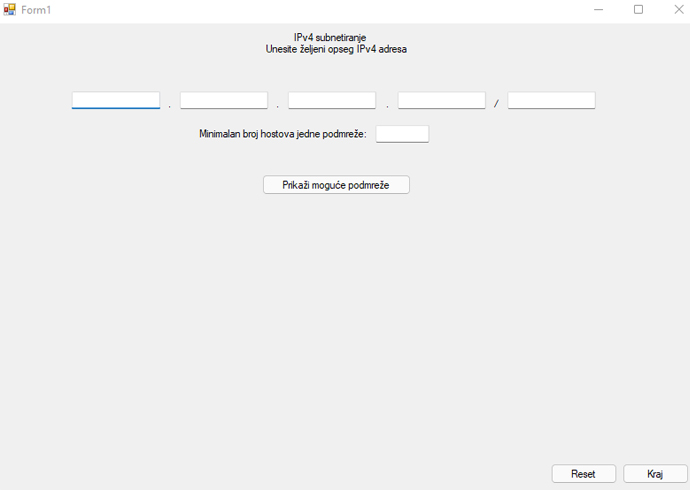 Form1
IPv4 subnetiranje
Unesite željeni opseg IPv4 adresa
. . . /
Minimalan broj hostova jedne podmreže:
Prikaži moguće podmreže
Reset Kraj